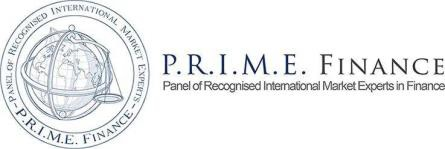 PANEL OF RECOGNISED INTERNATIONAL MARKET EXPERTS -
P.R.I.M.E. FINANCE -
P.R.I.M.E. FINANCE
Panel of Recognised International Market Experts in Finance